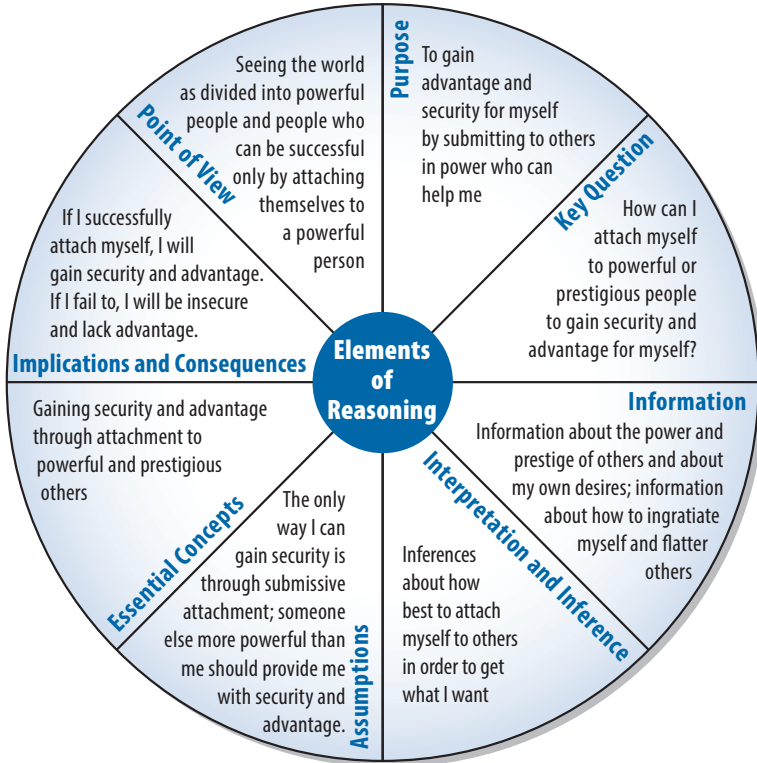 Elements
of
Reasoning
Purpose
To gain
advantage and
security for myself
by submitting to others
in power who can
help me
Key Question
How can I
attach myself
to powerful or
prestigious people
to gain security and
advantage for myself?
Information
Information about the power and
prestige of others and about
my own desires; information
about how to ingratiate
myself and flatter
others
Interpretation and Inference
Inferences
about how
best to attach
myself to others
in order to get
what I want
Assumptions
The only
way I can
gain security is
through submissive
attachment; someone
else more powerful than
me should provide me
with security and
advantage.
Essential Concepts
Gaining security and advantage
through attachment to
powerful and prestigious
others
Implications and Consequences
If I successfully
attach myself, I will
gain security and advantage.
If I fail to, I will be insecure
and lack advantage.
Point of View
Seeing the world
as divided into powerful
people and people who
can be successful
only by attaching
themselves to
a powerful
person